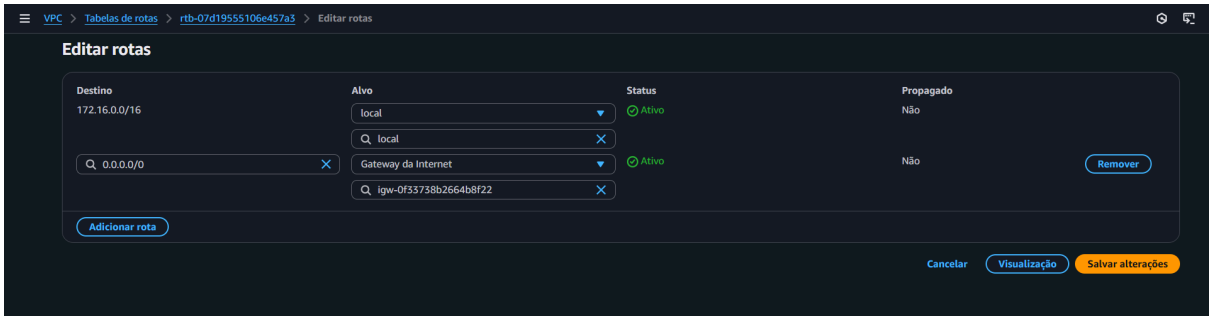 VPC > Tabelas de rotas > rtb-07d19555106e457a3 > Editar rotas
Editar rotas
Destino Alvo Status Propagado
172.16.0.0/16 local Ativo Não
local
0.0.0.0/0 Gateway da Internet Ativo Não Remover
igw-0f33738b2664b8f22
Adicionar rota
Cancelar Visualização Salvar alterações